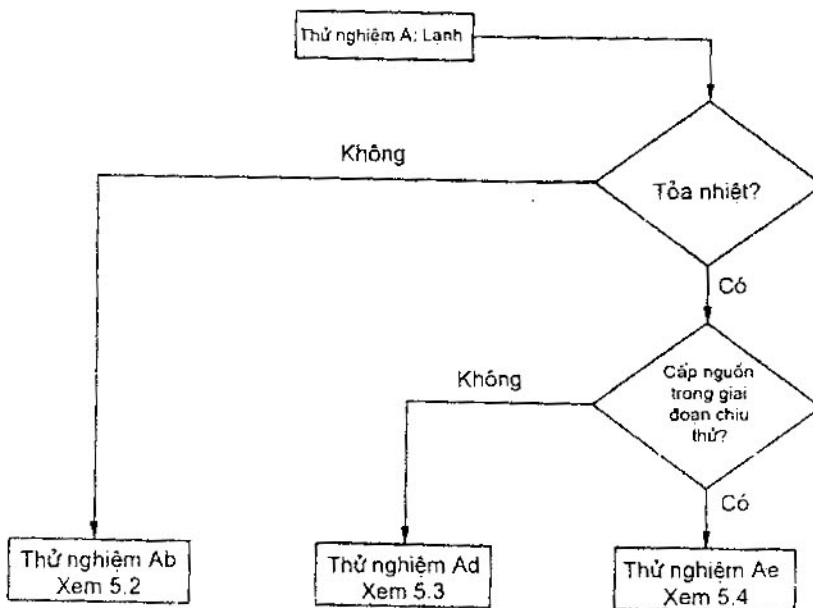 Thử nghiệm A: Lạnh
Không
Tỏa nhiệt?
Có
Không
Cấp nguồn
trong giai
đoạn chịu
thử?
Có
Thử nghiệm Ab
Xem 5.2
Thử nghiệm Ad
Xem 5.3
Thử nghiệm Ae
Xem 5.4